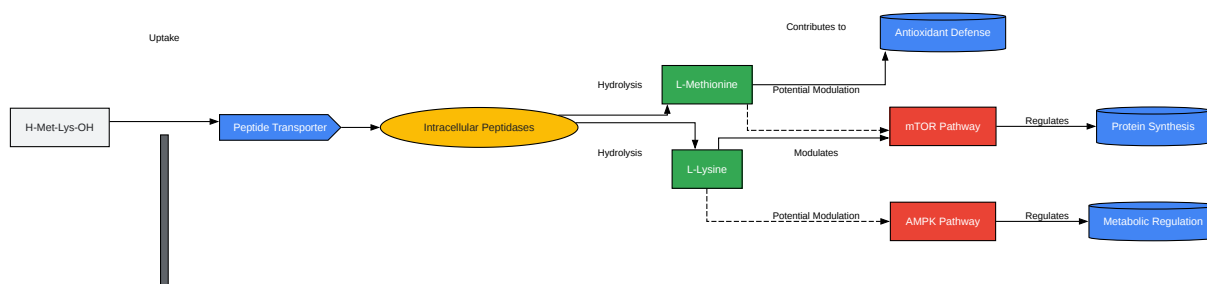 Contributes to
Antioxidant Defense
Uptake
Hydrolysis
L-Methionine
Potential Modulation
H-Met-Lys-OH
Peptide Transporter
Intracellular Peptidases
mTOR Pathway
Regulates
Protein Synthesis
Hydrolysis
Modulates
L-Lysine
Potential Modulation
AMPK Pathway
Regulates
Metabolic Regulation